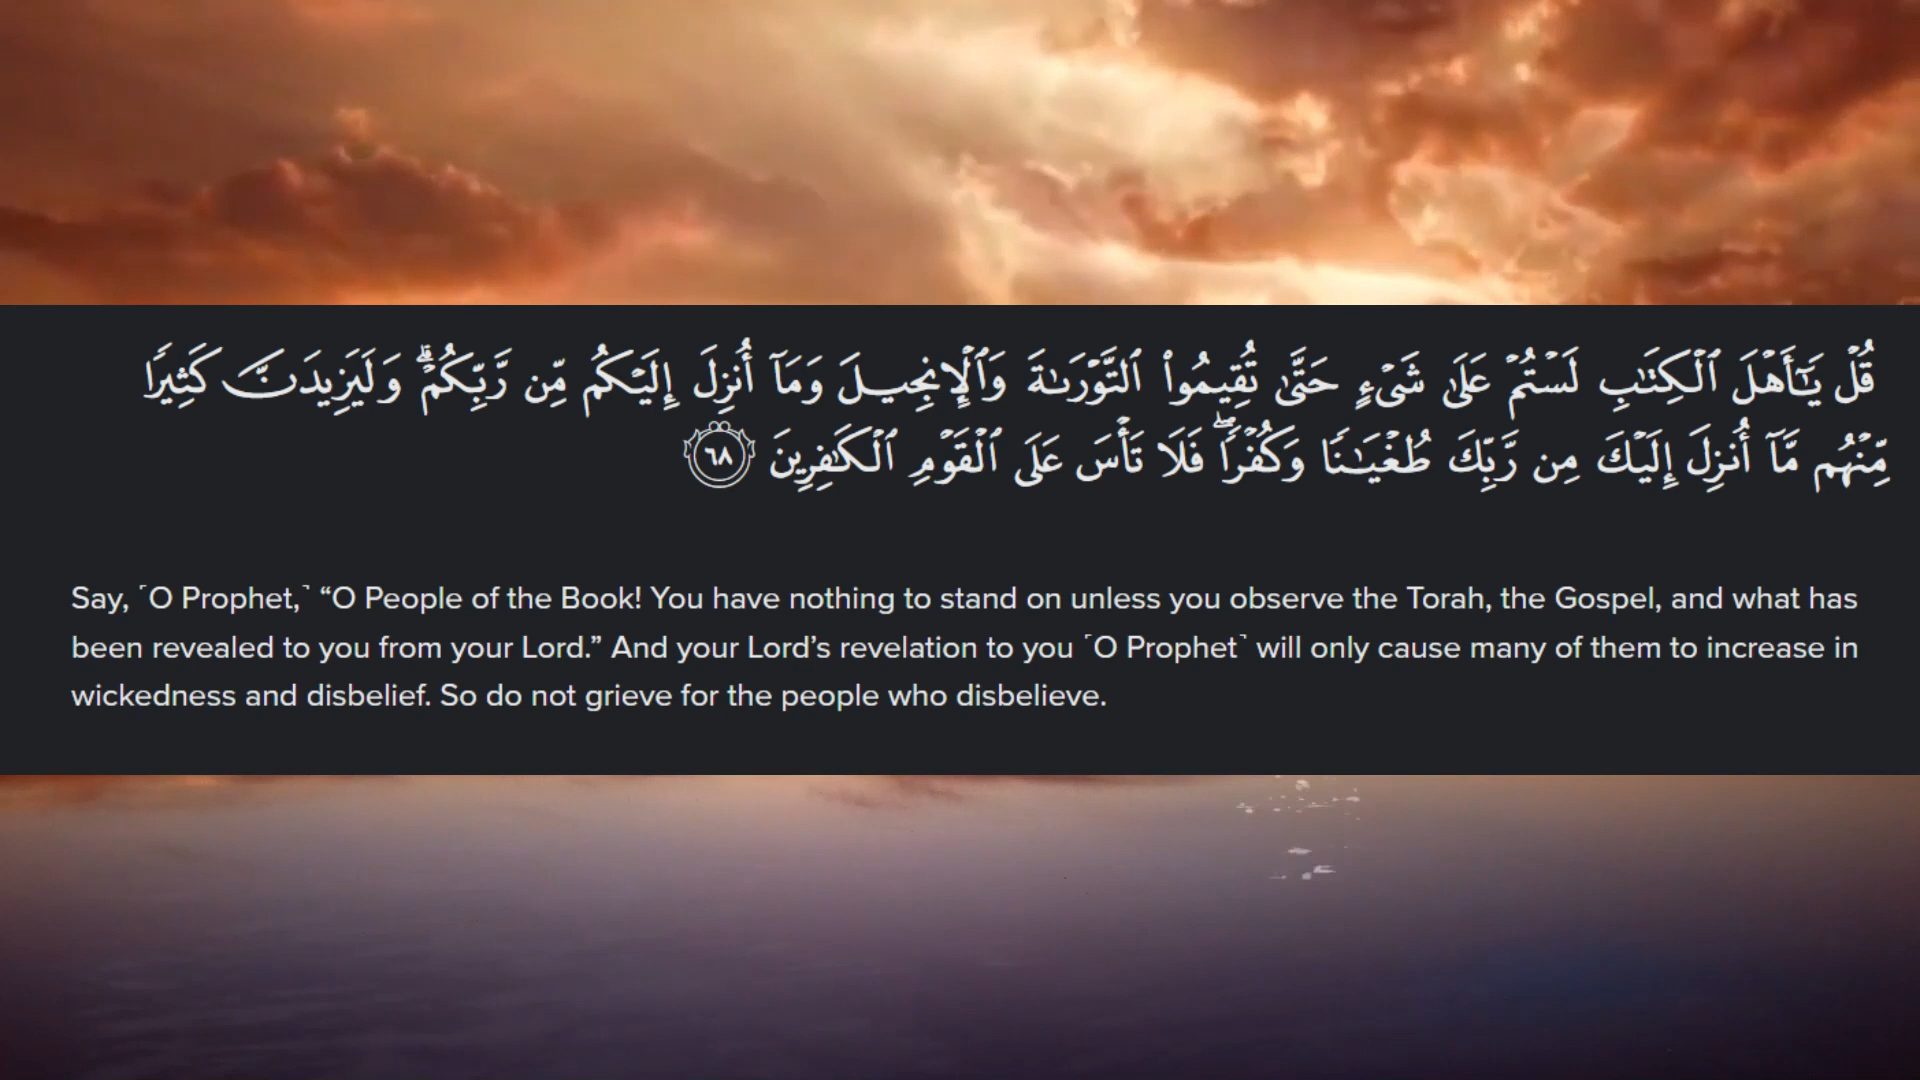 قُلْ يَـٰٓأَهْلَ ٱلْكِتَـٰبِ لَسْتُمْ عَلَىٰ شَىْءٍ حَتَّىٰ تُقِيمُوا۟ ٱلتَّوْرَىٰةَ وَٱلْإِنجِيلَ وَمَآ أُنزِلَ إِلَيْكُم مِّن رَّبِّكُمْ ۗ وَلَيَزِيدَنَّ كَثِيرًا
مِّنْهُم مَّآ أُنزِلَ إِلَيْكَ مِن رَّبِّكَ طُغْيَـٰنًا وَكُفْرًا ۖ فَلَا تَأْسَ عَلَى ٱلْقَوْمِ ٱلْكَـٰفِرِينَ ٦٨
Say, ˹O Prophet,˺ “O People of the Book! You have nothing to stand on unless you observe the Torah, the Gospel, and what has
been revealed to you from your Lord.” And your Lord’s revelation to you ˹O Prophet˺ will only cause many of them to increase in
wickedness and disbelief. So do not grieve for the people who disbelieve.